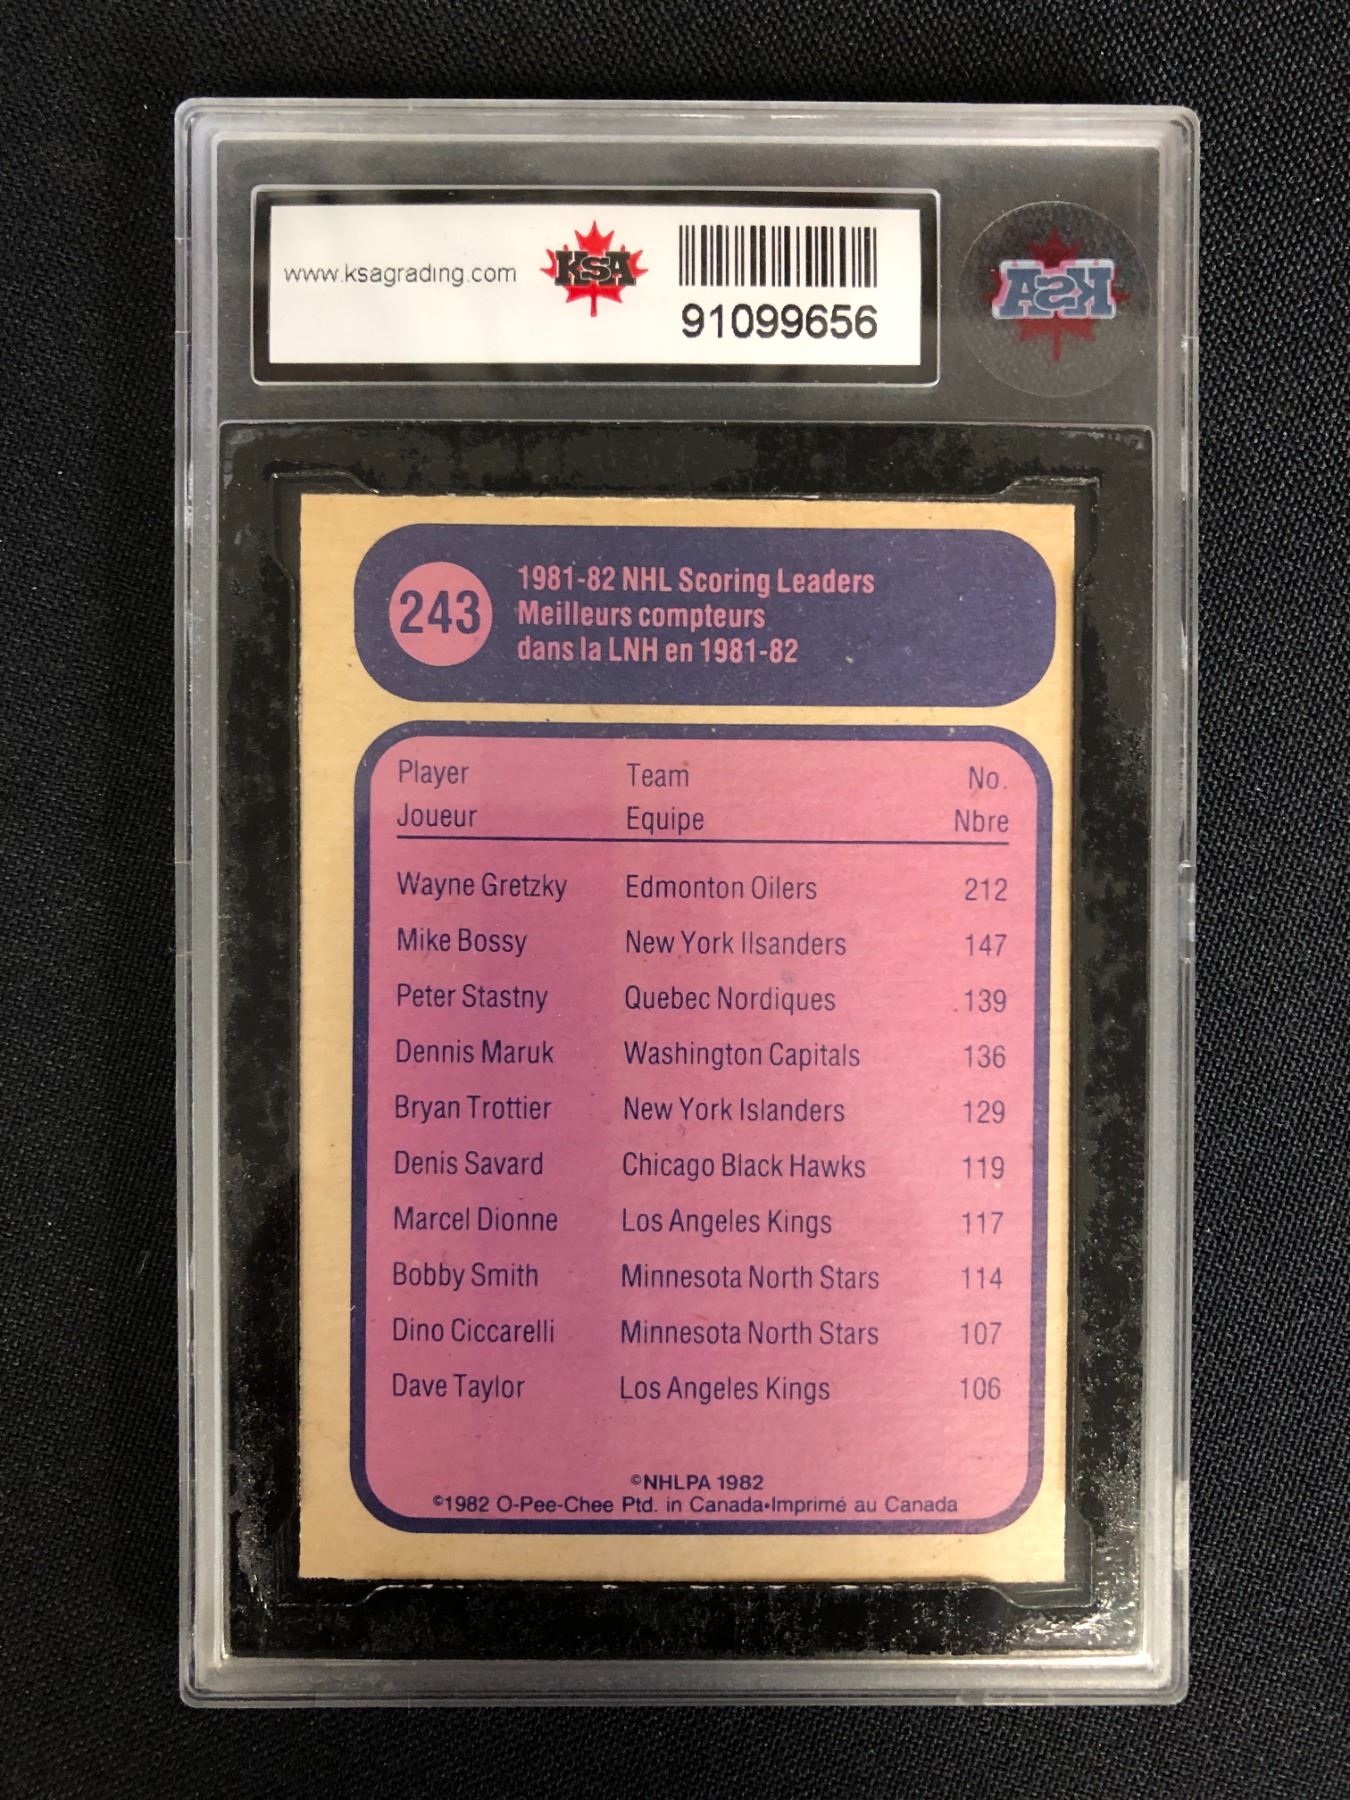 www.ksagrading.com
KSA
91099656
KSA
243
1981-82 NHL Scoring Leaders
Meilleurs compteurs
dans la LNH en 1981-82
Player Team No.
Joueur Equipe Nbre
Wayne Gretzky Edmonton Oilers 212
Mike Bossy New York Ilsanders 147
Peter Stastny Quebec Nordiques 139
Dennis Maruk Washington Capitals 136
Bryan Trottier New York Islanders 129
Denis Savard Chicago Black Hawks 119
Marcel Dionne Los Angeles Kings 117
Bobby Smith Minnesota North Stars 114
Dino Ciccarelli Minnesota North Stars 107
Dave Taylor Los Angeles Kings 106
©NHLPA 1982
©1982 O-Pee-Chee Ptd. in Canada•Imprimé au Canada